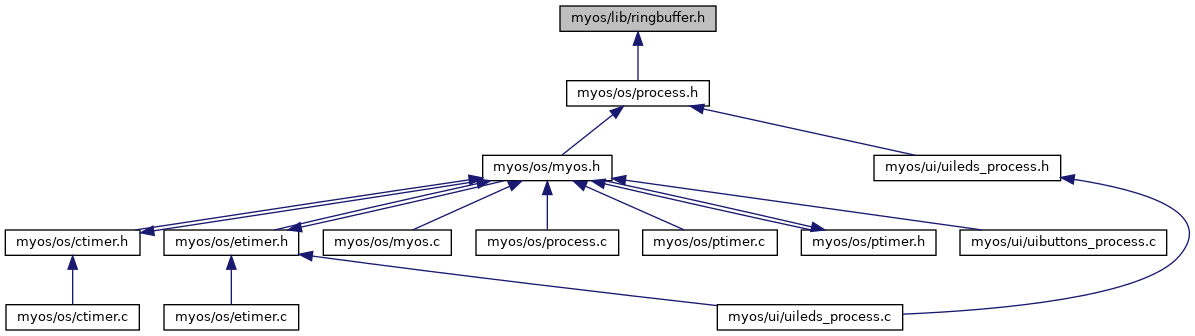 myos/lib/ringbuffer.h
myos/os/process.h
myos/os/myos.h
myos/ui/uileds_process.h
myos/os/ctimer.h
myos/os/etimer.h
myos/os/myos.c
myos/os/process.c
myos/os/ptimer.c
myos/os/ptimer.h
myos/ui/uibuttons_process.c
myos/os/ctimer.c
myos/os/etimer.c
myos/ui/uileds_process.c